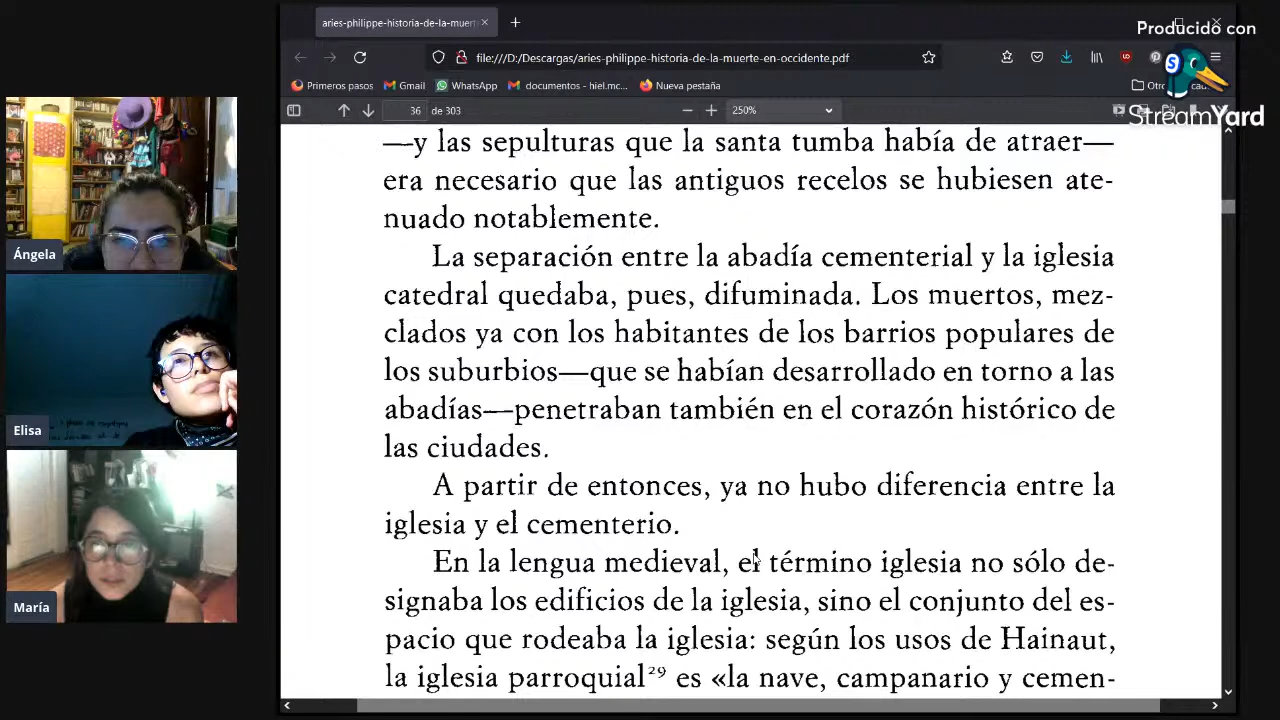 aries-philippe-historia-de-la-muert
Producido con
file:///D:/Descargas/aries-philippe-historia-de-la-muerte-en-occidente.pdf
Primeros pasos
Gmail
WhatsApp
documentos - hiel.mc...
Nueva pestaña
StreamYard
36 de 303
250%
—y las sepulturas que la santa tumba había de atraer—
era necesario que las antiguos recelos se hubiesen ate-
nuado notablemente.
La separación entre la abadía cementerial y la iglesia
catedral quedaba, pues, difuminada. Los muertos, mez-
clados ya con los habitantes de los barrios populares de
los suburbios—que se habían desarrollado en torno a las
abadías—penetraban también en el corazón histórico de
las ciudades.
A partir de entonces, ya no hubo diferencia entre la
iglesia y el cementerio.
En la lengua medieval, el término iglesia no sólo de-
signaba los edificios de la iglesia, sino el conjunto del es-
pacio que rodeaba la iglesia: según los usos de Hainaut,
la iglesia parroquial²⁹ es «la nave, campanario y cemen-
Ángela
Elisa
María